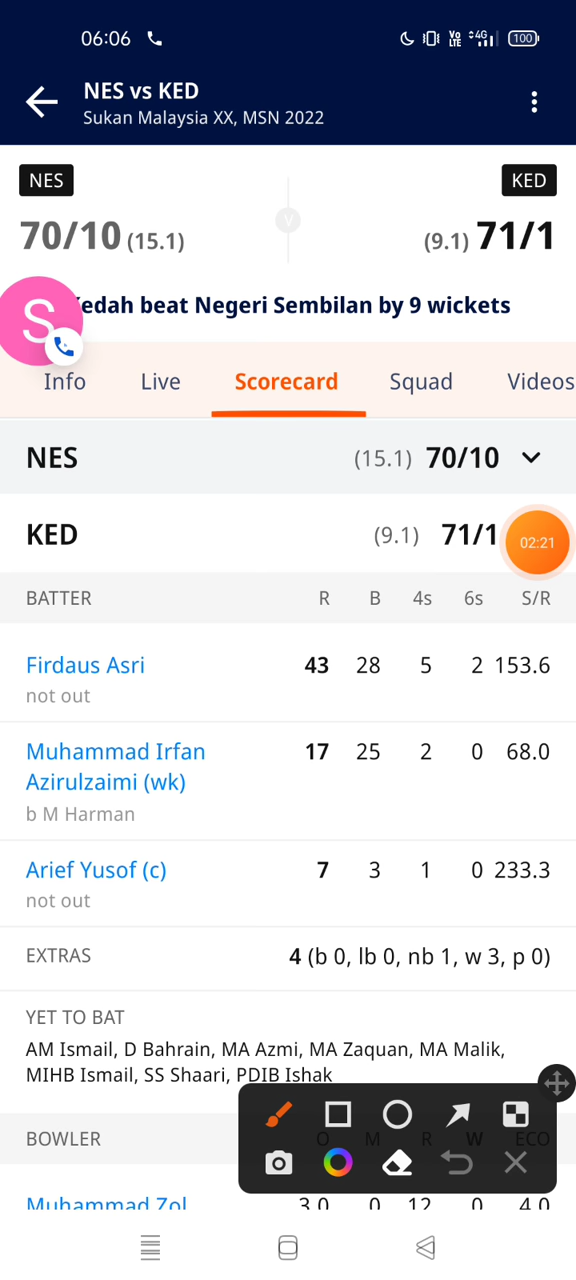 06:06
VoLTE 4G 100
NES vs KED
Sukan Malaysia XX, MSN 2022
NES KED
V
70/10 (15.1) (9.1) 71/1
S edah beat Negeri Sembilan by 9 wickets
Info Live Scorecard Squad Videos
NES (15.1) 70/10
KED (9.1) 71/1
02:21
BATTER R B 4s 6s S/R
Firdaus Asri 43 28 5 2 153.6
not out
Muhammad Irfan 17 25 2 0 68.0
Azirulzaimi (wk)
b M Harman
Arief Yusof (c) 7 3 1 0 233.3
not out
EXTRAS 4 (b 0, lb 0, nb 1, w 3, p 0)
YET TO BAT
AM Ismail, D Bahrain, MA Azmi, MA Zaquan, MA Malik,
MIHB Ismail, SS Shaari, PDIB Ishak
BOWLER O M R W ECO
Muhammad Zol 3.0 0 12 0 4.0